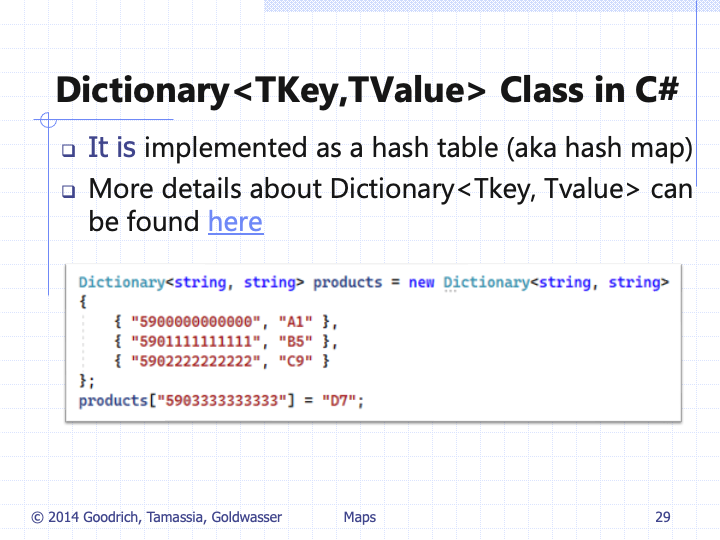 Dictionary<TKey,TValue> Class in C#
It is implemented as a hash table (aka hash map)
More details about Dictionary<Tkey, Tvalue> can
be found here
Dictionary<string, string> products = new Dictionary<string, string>
{
{ "5900000000000", "A1" },
{ "5901111111111", "B5" },
{ "5902222222222", "C9" }
};
products["5903333333333"] = "D7";
© 2014 Goodrich, Tamassia, Goldwasser Maps 29